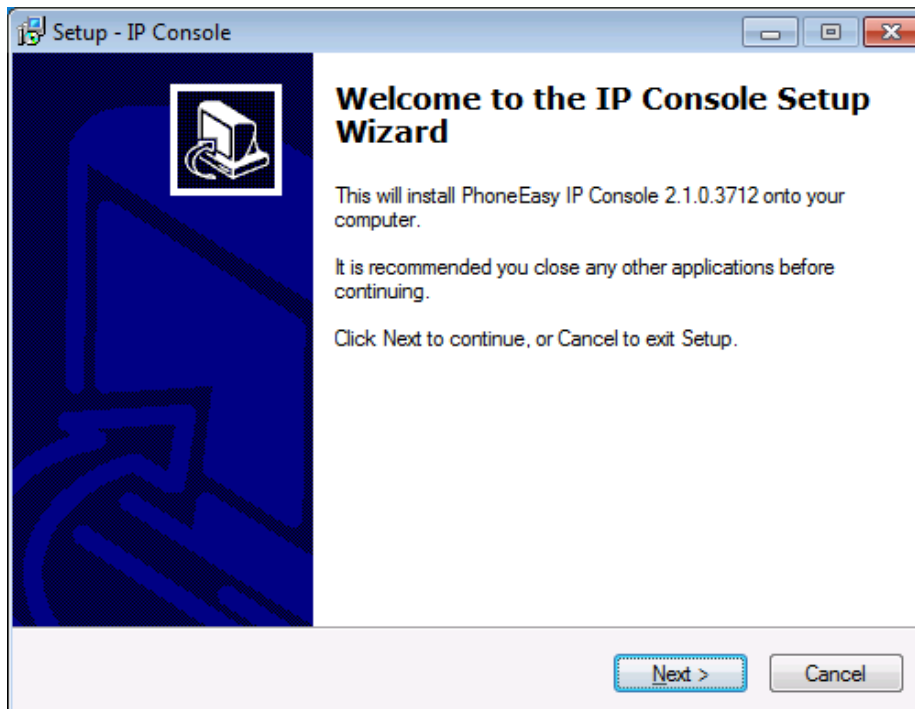 Setup - IP Console
Welcome to the IP Console Setup
Wizard
This will install PhoneEasy IP Console 2.1.0.3712 onto your
computer.
It is recommended you close any other applications before
continuing.
Click Next to continue, or Cancel to exit Setup.
Next >
Cancel